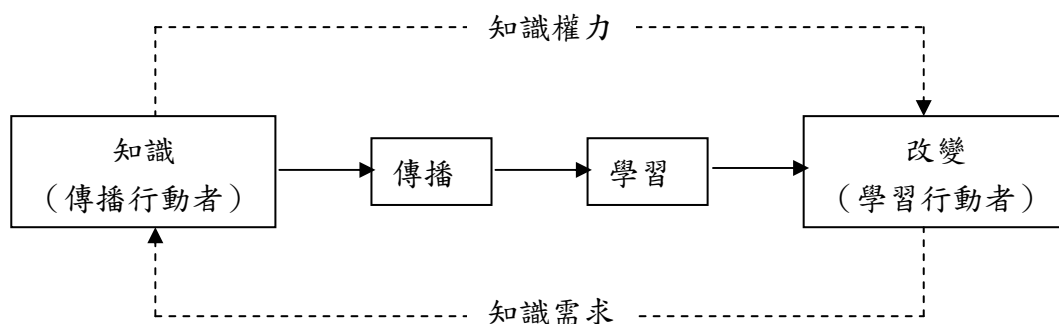 知識權力
知識
（傳播行動者）
傳播
學習
改變
（學習行動者）
知識需求